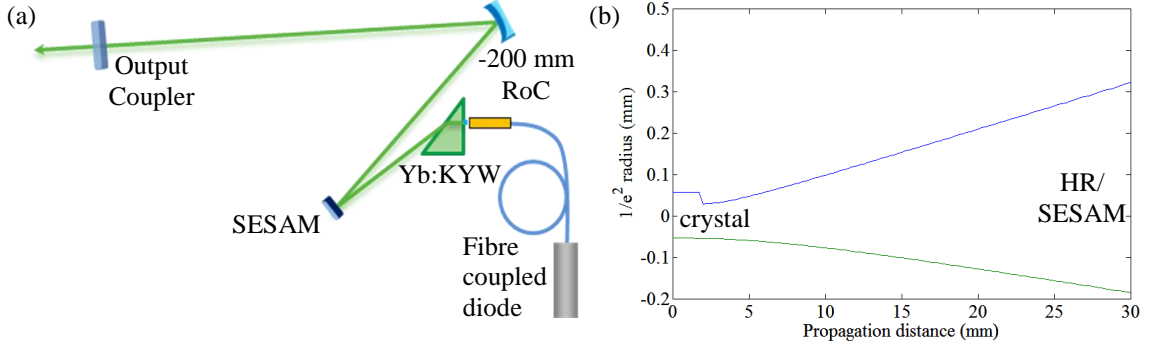 (a)
Output
Coupler
-200 mm
RoC
Yb:KYW
SESAM
Fibre
coupled
diode
(b)
1/e² radius (mm)
0.5
0.4
0.3
0.2
0.1
0
-0.1
-0.2
crystal
HR/
SESAM
0 5 10 15 20 25 30
Propagation distance (mm)